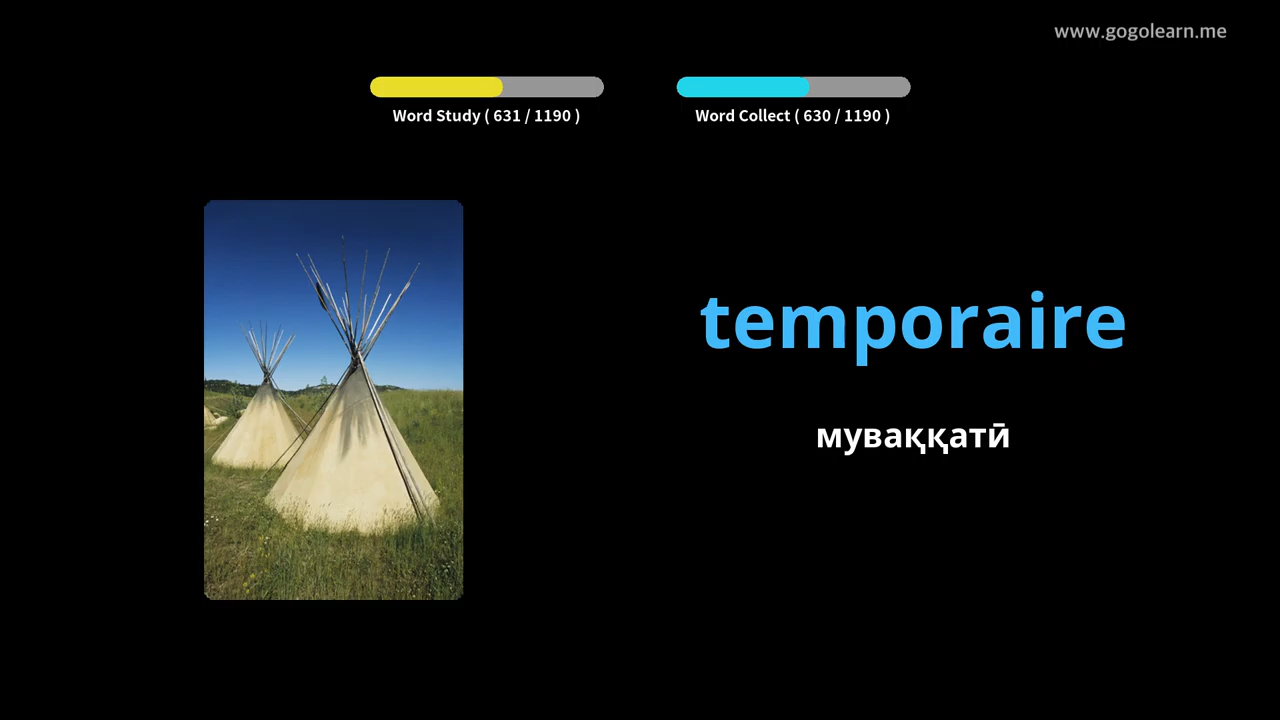 www.gogolearn.me
Word Study ( 631 / 1190 )
Word Collect ( 630 / 1190 )
temporaire
муваққатӣ